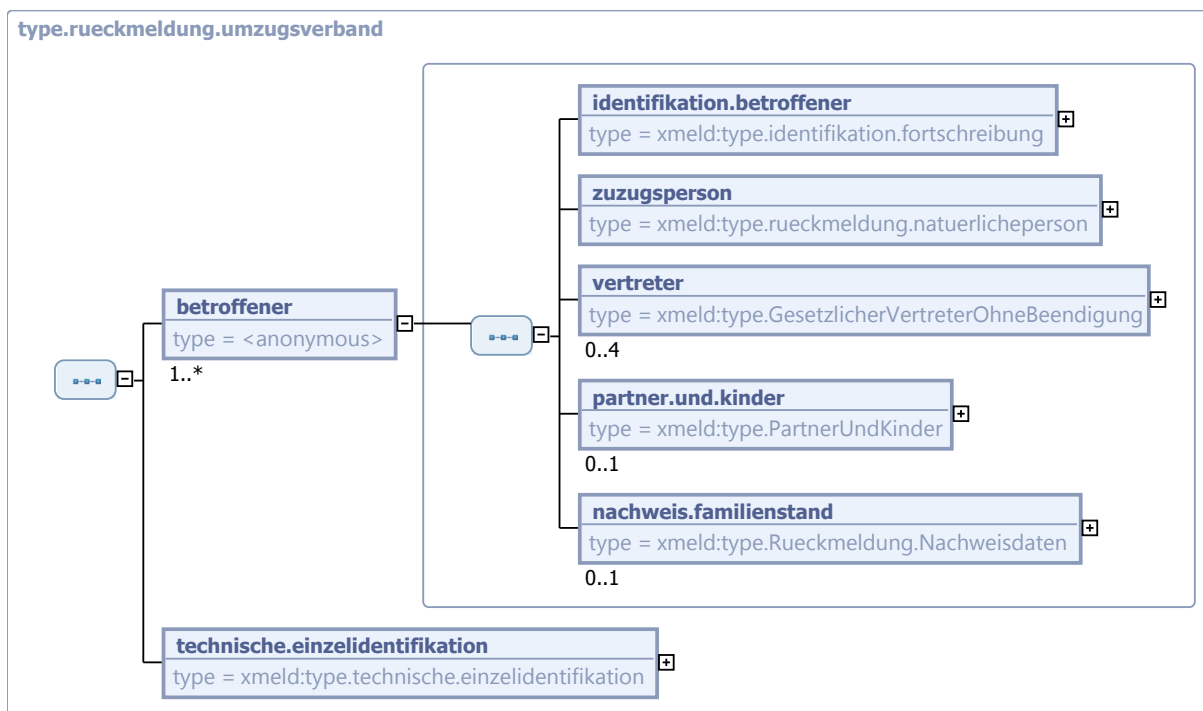 type.rueckmeldung.umzugsverband
identifikation.betroffener
type = xmeld:type.identifikation.fortschreibung
zuzugsperson
type = xmeld:type.rueckmeldung.natuerlicheperson
vertreter
type = xmeld:type.GesetzlicherVertreterOhneBeendigung
0..4
betroffener
type = <anonymous>
1..*
partner.und.kinder
type = xmeld:type.PartnerUndKinder
0..1
nachweis.familienstand
type = xmeld:type.Rueckmeldung.Nachweisdaten
0..1
technische.einzelidentifikation
type = xmeld:type.technische.einzelidentifikation